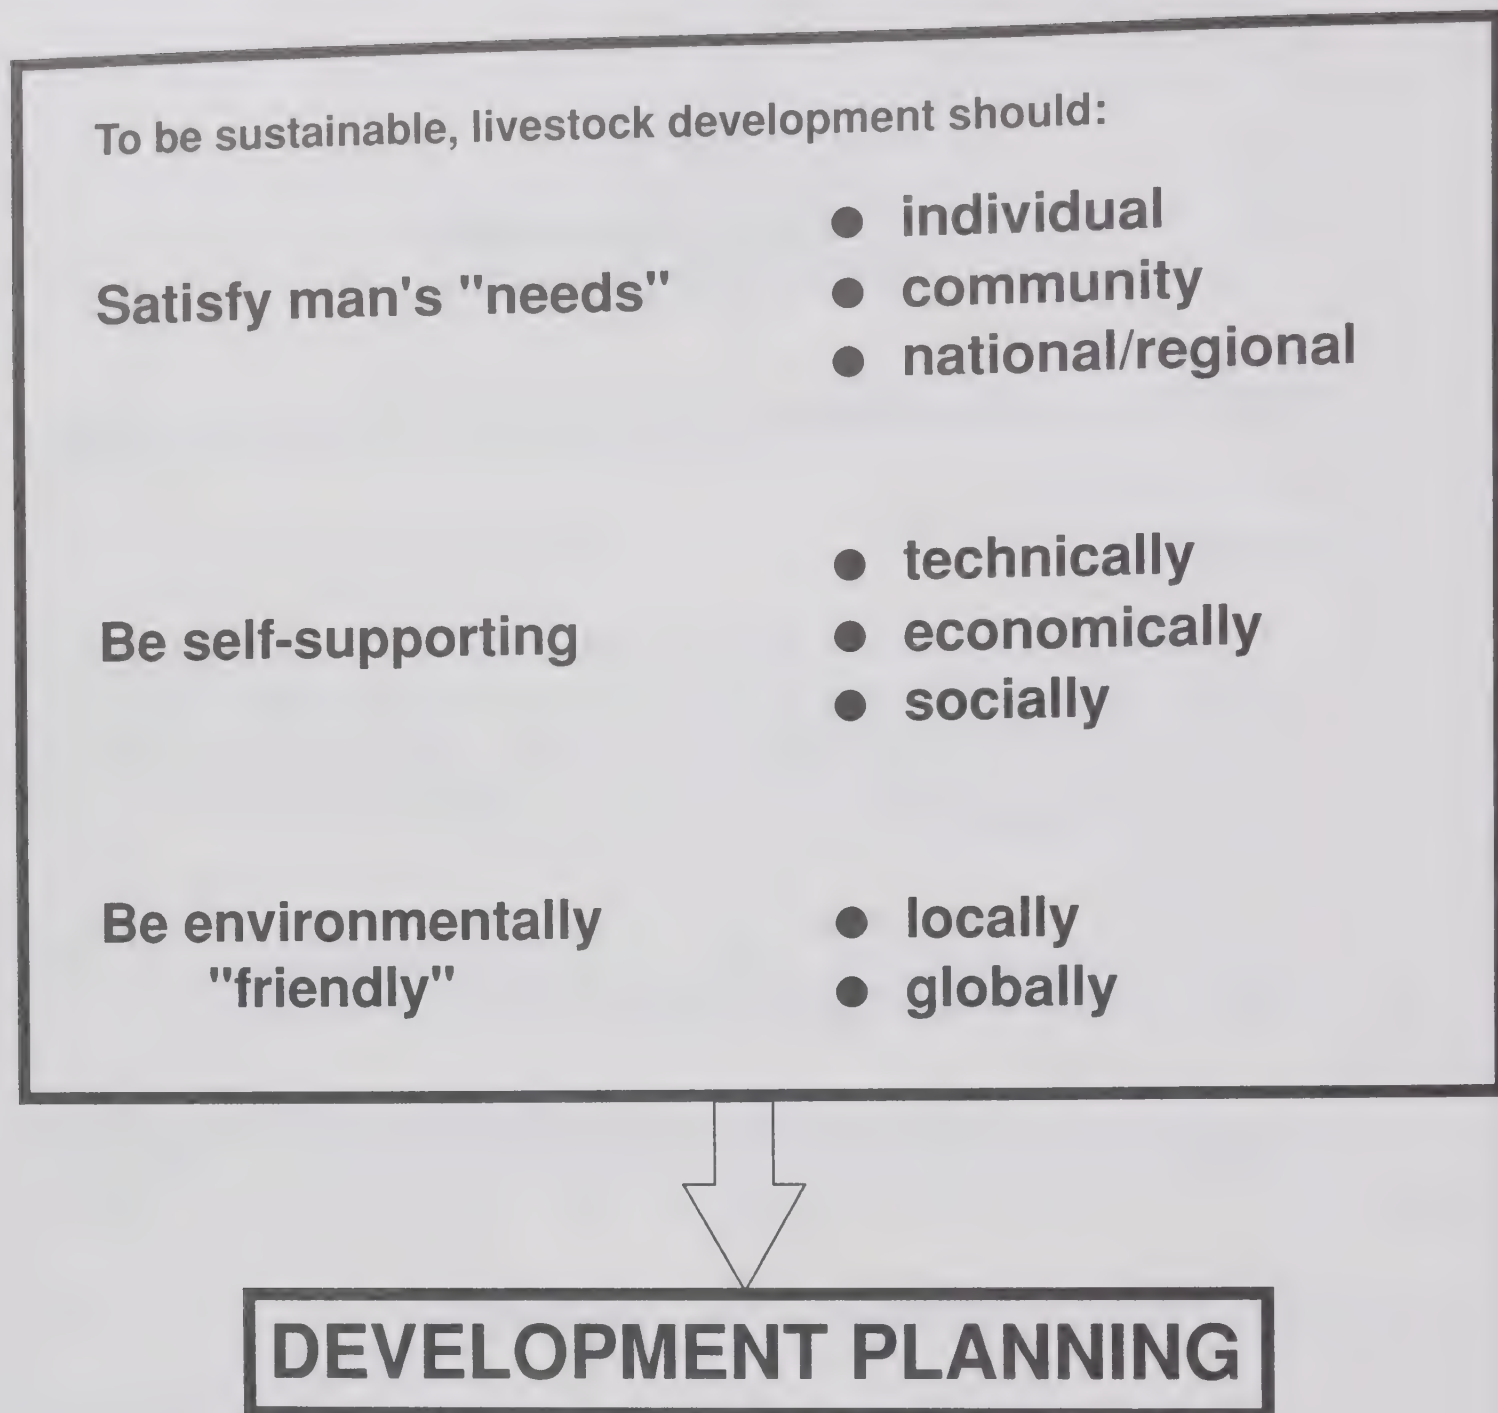 To be sustainable, livestock development should:
Satisfy man's "needs"
● individual
● community
● national/regional
Be self-supporting
● technically
● economically
● socially
Be environmentally
"friendly"
● locally
● globally
DEVELOPMENT PLANNING